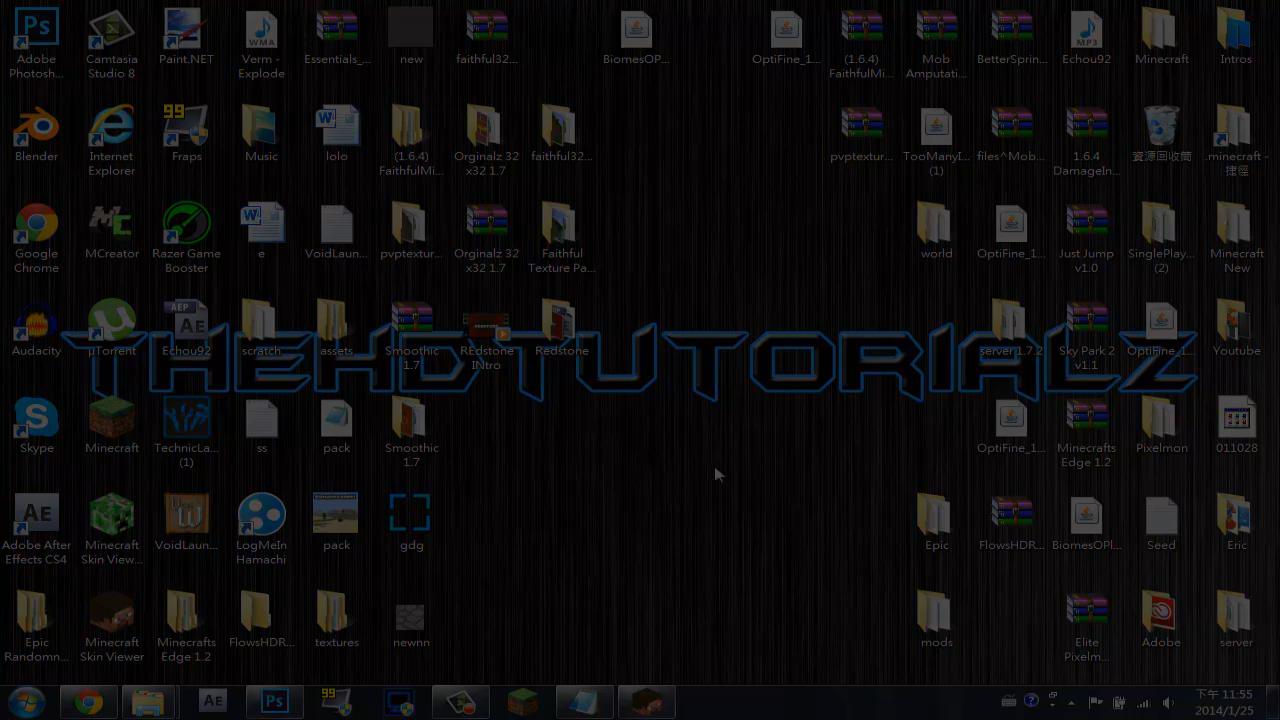 Adobe
Photosh...
Camtasia
Studio 8
Paint.NET
WMA
Verm -
Explode
Essentials_...
new
faithful32...
BiomesOP...
OptiFine_1...
(1.6.4)
FaithfulMi...
Mob
Amputati...
BetterSprin...
MP3
Echou92
Minecraft
Intros
Blender
Internet
Explorer
99
Fraps
Music
lolo
(1.6.4)
FaithfulMi...
Orginalz 32
x32 1.7
faithful32...
pvptextur...
TooManyI...
(1)
files^Mob...
1.6.4
DamageIn...
資源回收筒
.minecraft -
捷徑
Google
Chrome
MCreator
Razer Game
Booster
e
VoidLaun...
pvptextur...
Orginalz 32
x32 1.7
Faithful
Texture Pa...
world
OptiFine_1...
Just Jump
v1.0
SinglePlay...
(2)
Minecraft
New
Audacity
µTorrent
AEP
Echou92
scratch
assets
Smoothic
1.7
REdstone
INtro
Redstone
server 1.7.2
Sky Park 2
v1.1
OptiFine_1...
Youtube
THEHDTUTORIALZ
Skype
Minecraft
TechnicLa...
(1)
ss
pack
Smoothic
1.7
OptiFine_1...
Minecrafts
Edge 1.2
Pixelmon
011028
Adobe After
Effects CS4
Minecraft
Skin View...
VoidLaun...
LogMeIn
Hamachi
pack
gdg
Epic
FlowsHDR...
BiomesOPl...
Seed
Eric
Epic
Randomn...
Minecraft
Skin Viewer
Minecrafts
Edge 1.2
FlowsHDR...
textures
newnn
mods
Elite
Pixelm...
Adobe
server
下午 11:55
2014/1/25